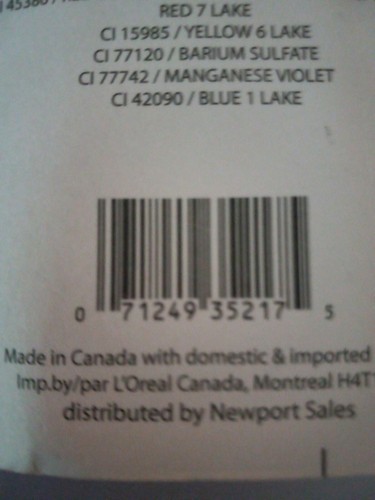 RED 7 LAKE
CI 15985 / YELLOW 6 LAKE
CI 77120 / BARIUM SULFATE
CI 77742 / MANGANESE VIOLET
CI 42090 / BLUE 1 LAKE
0 71249 35217 5
Made in Canada with domestic & imported
Imp.by/par L'Oreal Canada, Montreal H4T
distributed by Newport Sales